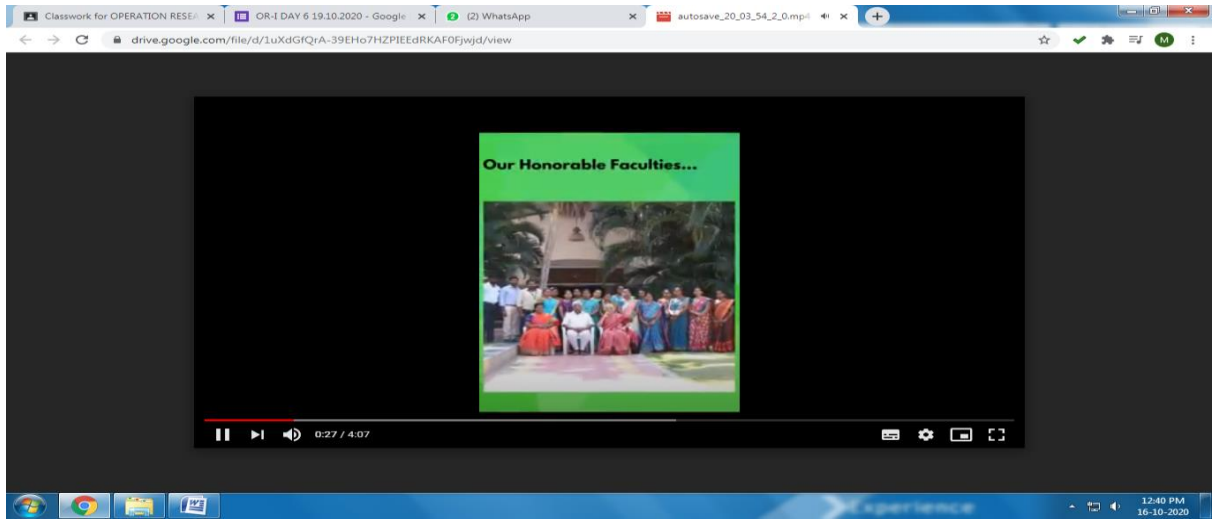 Classwork for OPERATION RESEA
OR-I DAY 6 19.10.2020 - Google
(2) WhatsApp
autosave_20_03_54_2_0.mp4
drive.google.com/file/d/1uXdGfQrA-39EHo7HZPIEEdRKAF0Fjwjd/view
M
Our Honorable Faculties...
0:27 / 4:07
Experience
12:40 PM
16-10-2020